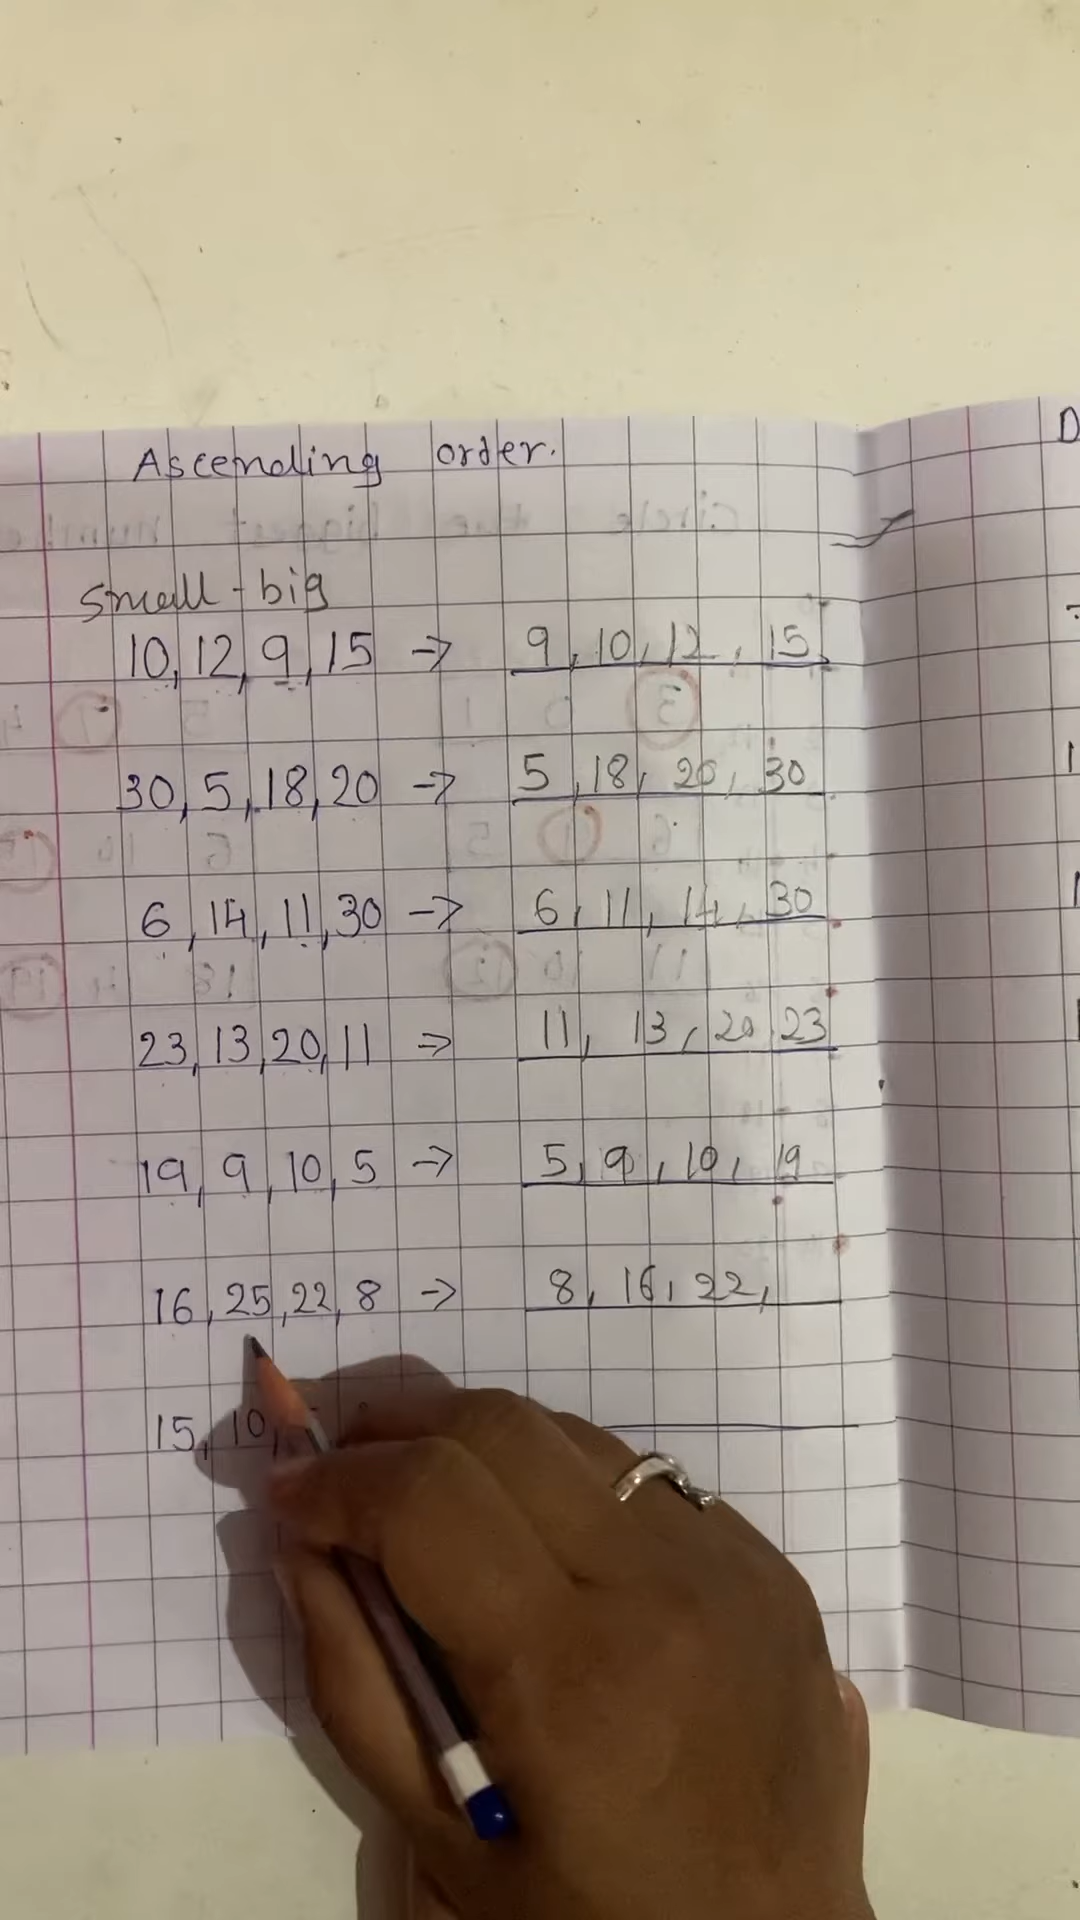 Ascending order.
Small - big
10, 12, 9, 15 -> 9, 10, 12, 15
30, 5, 18, 20 -> 5, 18, 20, 30
6, 14, 11, 30 -> 6, 11, 14, 30
23, 13, 20, 11 -> 11, 13, 20, 23
19, 9, 10, 5 -> 5, 9, 10, 19
16, 25, 22, 8 -> 8, 16, 22,
15, 10,
D